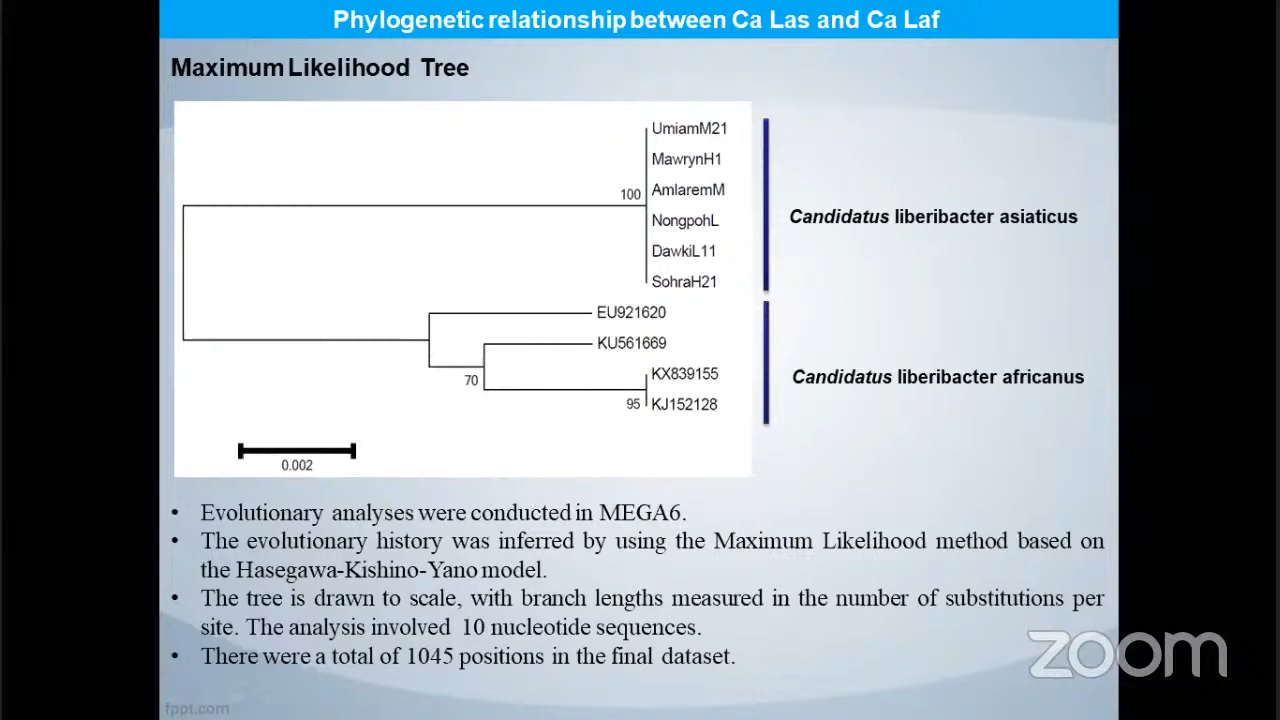 Phylogenetic relationship between Ca Las and Ca Laf
Maximum Likelihood Tree
UmiamM21
MawrynH1
100
AmlaremM
NongpohL
Candidatus liberibacter asiaticus
DawkiL11
SohraH21
EU921620
KU561669
KX839155
70
Candidatus liberibacter africanus
95
KJ152128
0.002
• Evolutionary analyses were conducted in MEGA6.
• The evolutionary history was inferred by using the Maximum Likelihood method based on
the Hasegawa-Kishino-Yano model.
• The tree is drawn to scale, with branch lengths measured in the number of substitutions per
site. The analysis involved 10 nucleotide sequences.
• There were a total of 1045 positions in the final dataset.
zoom
fppt.com